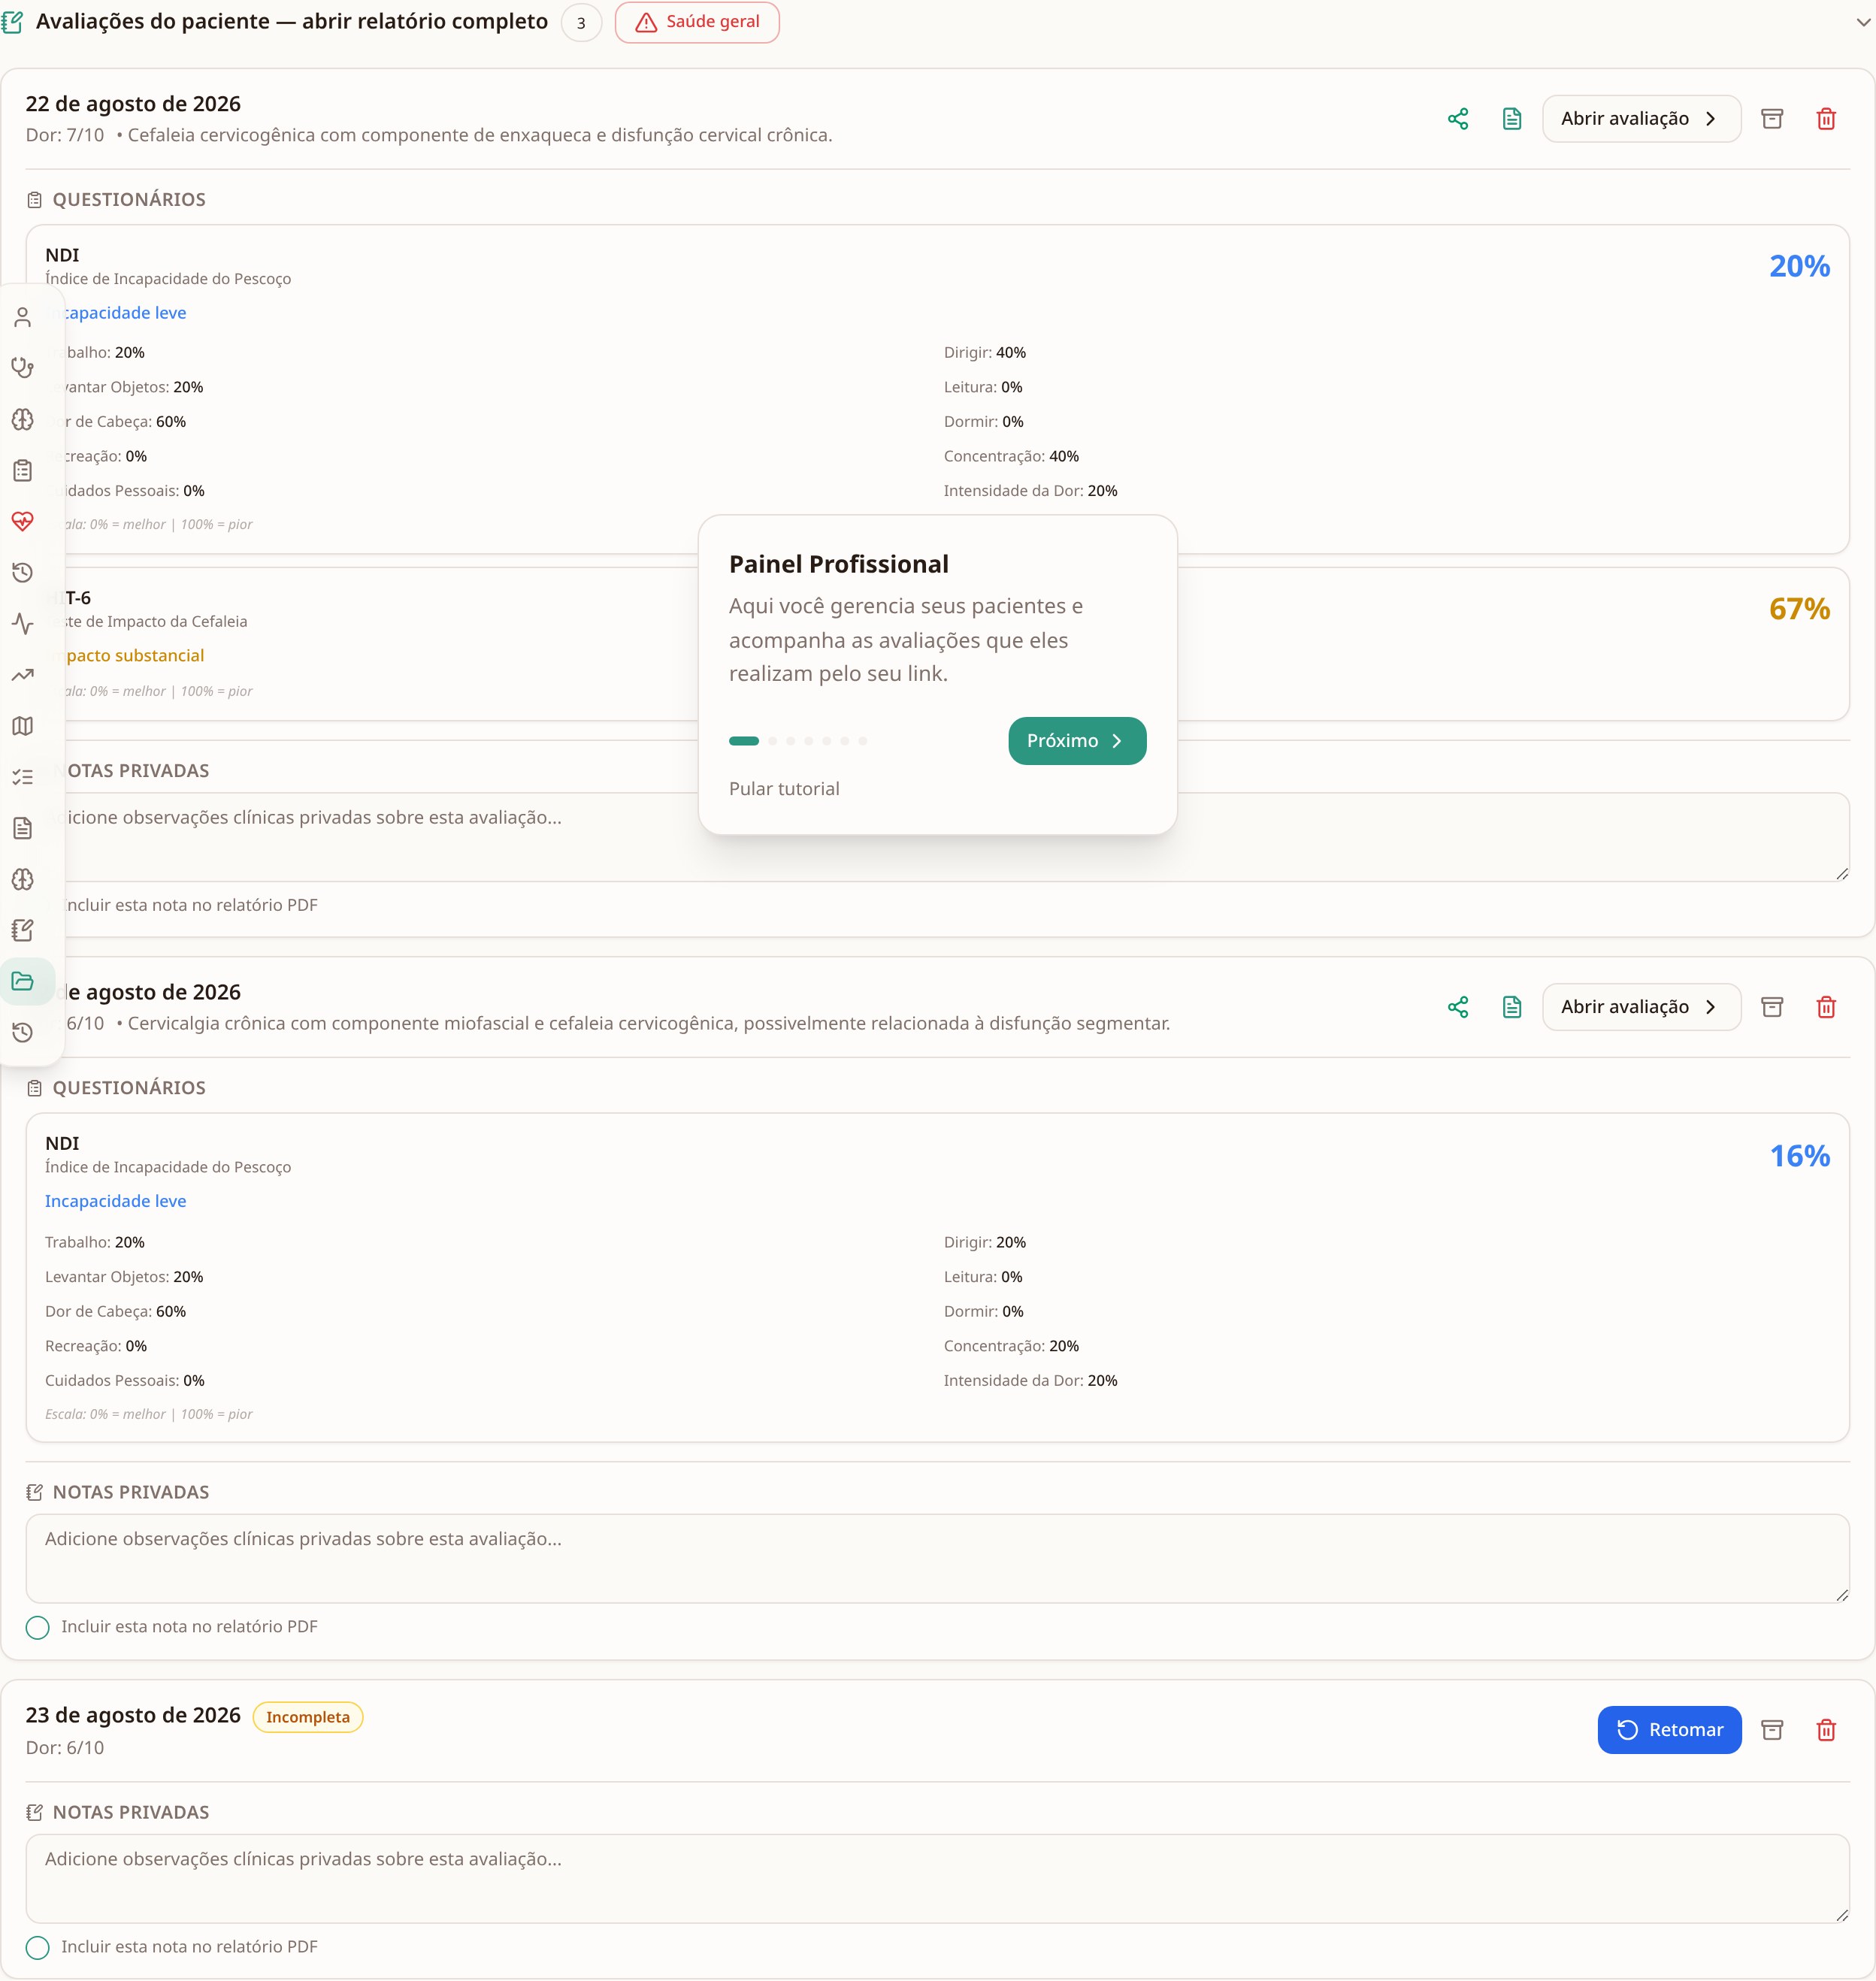 Avaliações do paciente — abrir relatório completo 3 Saúde geral
22 de agosto de 2026
Dor: 7/10 • Cefaleia cervicogênica com componente de enxaqueca e disfunção cervical crônica.
Abrir avaliação
QUESTIONÁRIOS
NDI
20%
Índice de Incapacidade do Pescoço
capacidade leve
balho: 20%
Dirigir: 40%
vantar Objetos: 20%
Leitura: 0%
r de Cabeça: 60%
Dormir: 0%
creação: 0%
Concentração: 40%
idados Pessoais: 0%
Intensidade da Dor: 20%
ala: 0% = melhor | 100% = pior
Painel Profissional
Aqui você gerencia seus pacientes e
acompanha as avaliações que eles
realizam pelo seu link.
Próximo
Pular tutorial
IT-6
67%
ste de Impacto da Cefaleia
pacto substancial
ala: 0% = melhor | 100% = pior
OTAS PRIVADAS
icione observações clínicas privadas sobre esta avaliação...
Incluir esta nota no relatório PDF
de agosto de 2026
6/10 • Cervicalgia crônica com componente miofascial e cefaleia cervicogênica, possivelmente relacionada à disfunção segmentar.
Abrir avaliação
QUESTIONÁRIOS
NDI
16%
Índice de Incapacidade do Pescoço
Incapacidade leve
Trabalho: 20%
Dirigir: 20%
Levantar Objetos: 20%
Leitura: 0%
Dor de Cabeça: 60%
Dormir: 0%
Recreação: 0%
Concentração: 20%
Cuidados Pessoais: 0%
Intensidade da Dor: 20%
Escala: 0% = melhor | 100% = pior
NOTAS PRIVADAS
Adicione observações clínicas privadas sobre esta avaliação...
Incluir esta nota no relatório PDF
23 de agosto de 2026 Incompleta
Dor: 6/10
Retomar
NOTAS PRIVADAS
Adicione observações clínicas privadas sobre esta avaliação...
Incluir esta nota no relatório PDF